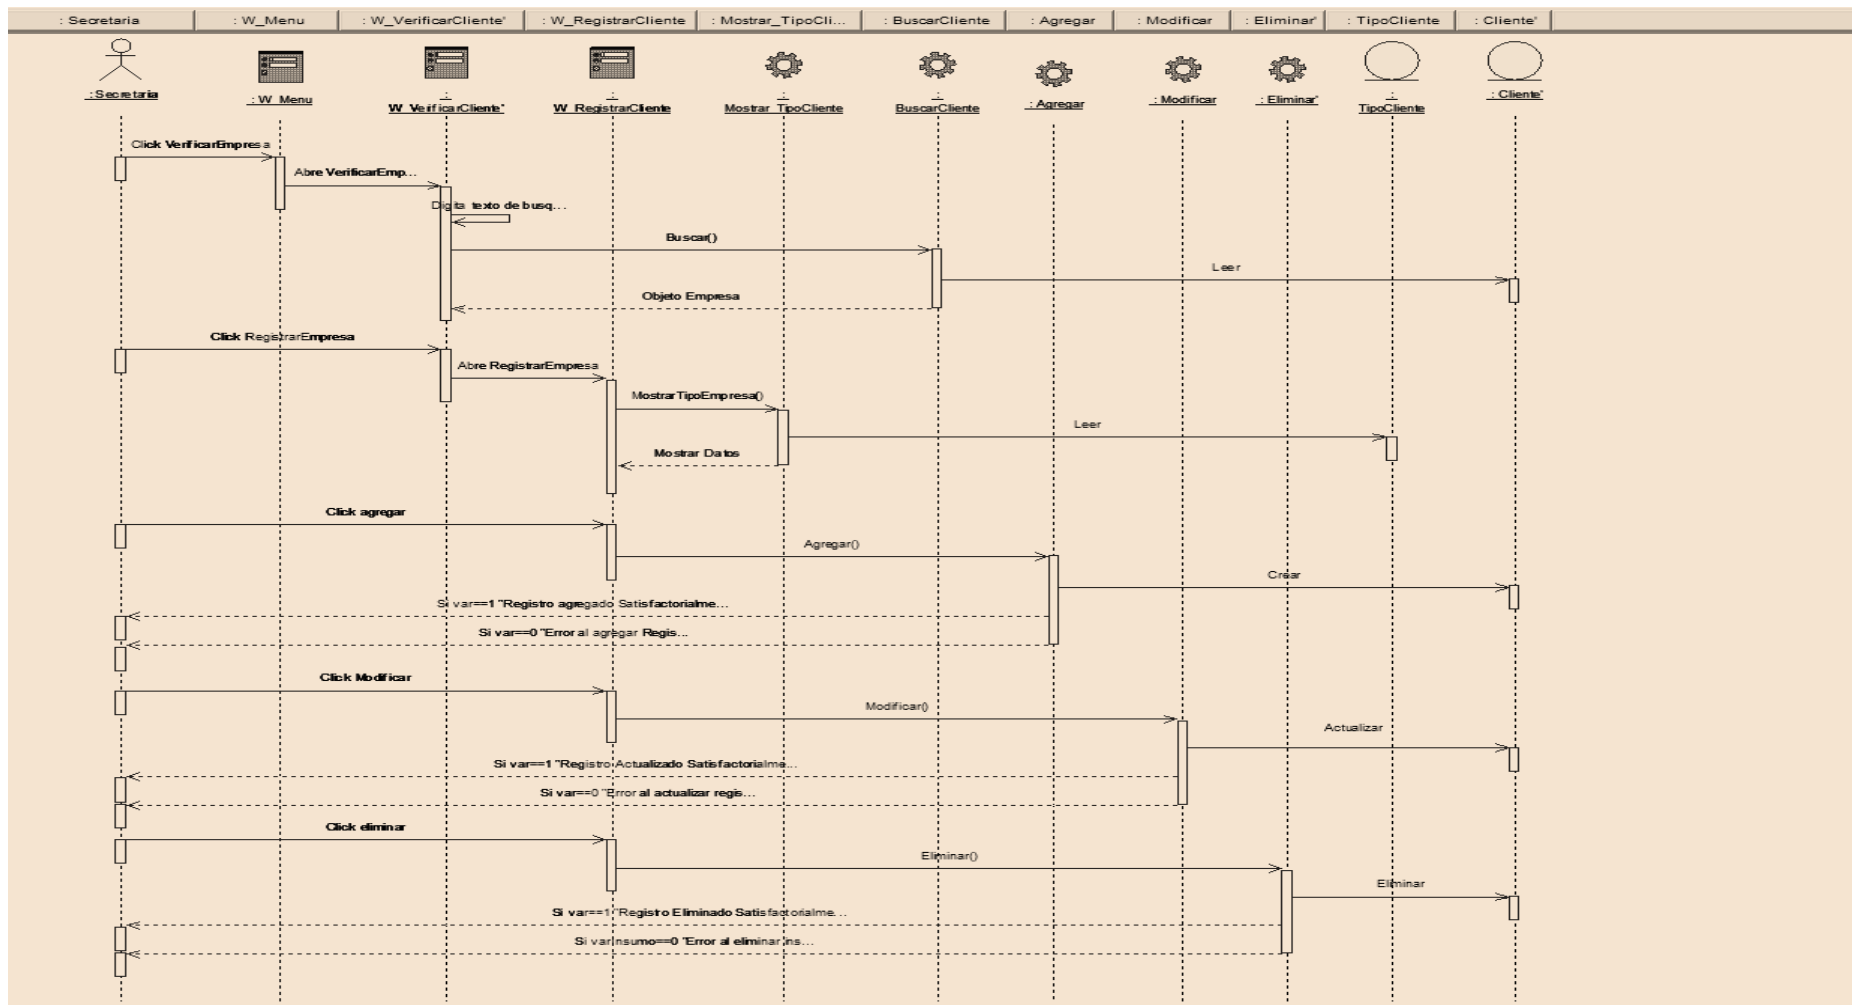 : Secretaria
: W_Menu
: W_VerificarCliente'
: W_RegistrarCliente
: Mostrar_TipoCli...
: BuscarCliente
: Agregar
: Modificar
: Eliminar'
: TipoCliente
: Cliente'
: Secretaria
: W_Menu
:
W_VerificarCliente'
:
W_RegistrarCliente
:
Mostrar_TipoCliente
:
BuscarCliente
: Agregar
: Modificar
: Eliminar'
:
TipoCliente
: Cliente'
Click VerificarEmpresa
Abre VerificarEmp...
Digita texto de busq...
Buscar()
Leer
Objeto Empresa
Click RegistrarEmpresa
Abre RegistrarEmpresa
MostrarTipoEmpresa()
Leer
Mostrar Datos
Click agregar
Agregar()
Crear
Si var==1 "Registro agregado Satisfactorialme...
Si var==0 "Error al agregar Regis...
Click Modificar
Modificar()
Actualizar
Si var==1 "Registro Actualizado Satisfactorialme...
Si var==0 "Error al actualizar regis...
Click eliminar
Eliminar()
Eliminar
Si var==1 "Registro Eliminado Satisfactorialme...
Si varInsumo==0 "Error al eliminar ins...